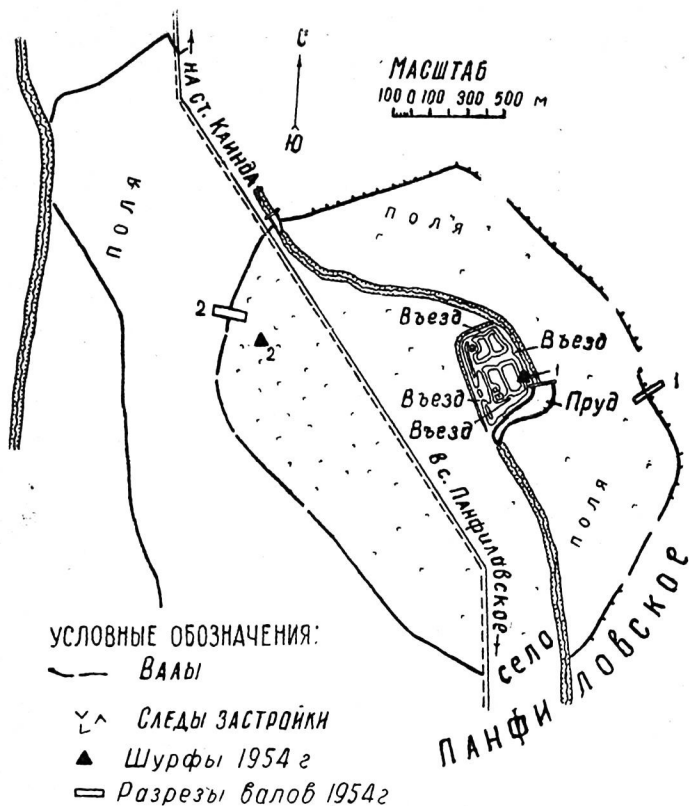 С
Ю
МАСШТАБ
100 0 100 300 500 м
НА СТ. КАИНДА
ПОЛЯ
ПОЛЯ
2
2
Въезд
Въезд
1
1
Въезд
Пруд
Въезд
ПОЛЯ
В С. ПАНФИЛОВСКОЕ
СЕЛО
ПАНФИЛОВСКОЕ
УСЛОВНЫЕ ОБОЗНАЧЕНИЯ:
ВАЛЫ
СЛЕДЫ ЗАСТРОЙКИ
Шурфы 1954 г
Разрезы валов 1954г